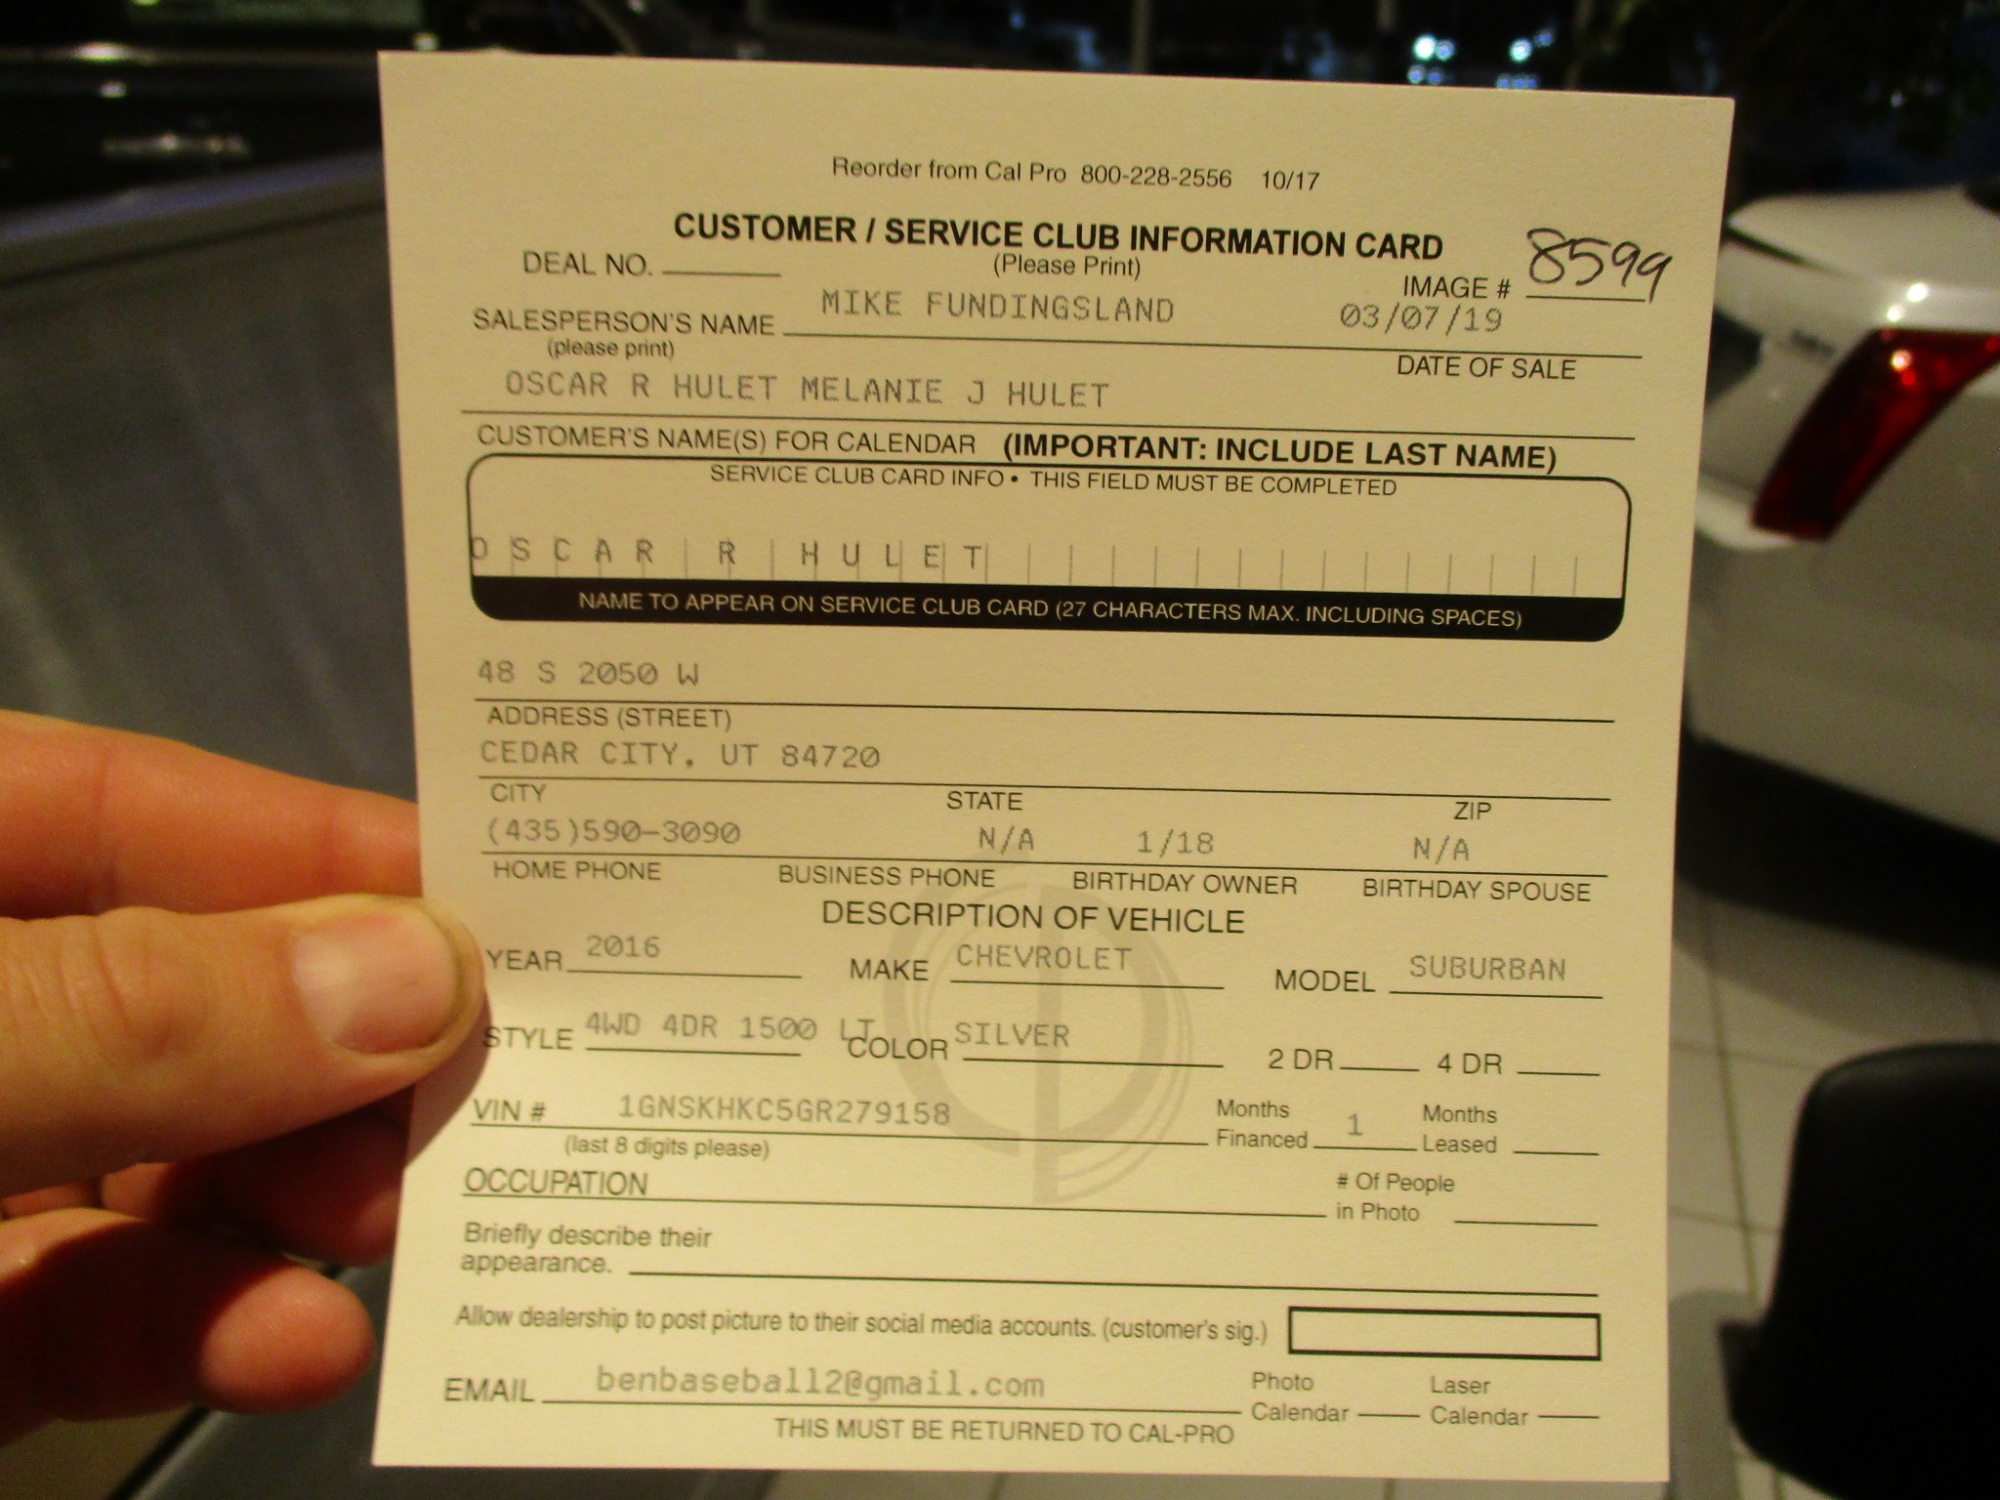 Reorder from Cal Pro 800-228-2556 10/17
CUSTOMER / SERVICE CLUB INFORMATION CARD
(Please Print)
DEAL NO.
IMAGE # 8599
SALESPERSON'S NAME MIKE FUNDINGSLAND 03/07/19
(please print) DATE OF SALE
OSCAR R HULET MELANIE J HULET
CUSTOMER'S NAME(S) FOR CALENDAR (IMPORTANT: INCLUDE LAST NAME)
SERVICE CLUB CARD INFO • THIS FIELD MUST BE COMPLETED
OSCAR R HULET
NAME TO APPEAR ON SERVICE CLUB CARD (27 CHARACTERS MAX. INCLUDING SPACES)
48 S 2050 W
ADDRESS (STREET)
CEDAR CITY, UT 84720
CITY STATE ZIP
(435)590-3090 N/A 1/18 N/A
HOME PHONE BUSINESS PHONE BIRTHDAY OWNER BIRTHDAY SPOUSE
DESCRIPTION OF VEHICLE
YEAR 2016 MAKE CHEVROLET MODEL SUBURBAN
STYLE 4WD 4DR 1500 LT COLOR SILVER 2 DR 4 DR
VIN # 1GNSKHKC5GR279158 Months Financed 1 Months Leased
(last 8 digits please)
OCCUPATION # Of People in Photo
Briefly describe their
appearance.
Allow dealership to post picture to their social media accounts. (customer's sig.)
EMAIL benbaseball2@gmail.com Photo Calendar Laser Calendar
THIS MUST BE RETURNED TO CAL-PRO